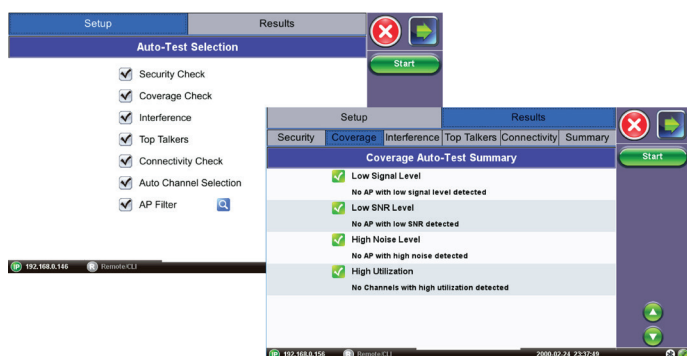 Setup Results
Auto-Test Selection
Start
Security Check
Coverage Check
Interference
Top Talkers
Connectivity Check
Auto Channel Selection
AP Filter
IP 192.168.0.146 R Remote/CLI
Setup Results
Security Coverage Interference Top Talkers Connectivity Summary
Coverage Auto-Test Summary
Start
Low Signal Level
No AP with low signal level detected
Low SNR Level
No AP with low SNR detected
High Noise Level
No AP with high noise detected
High Utilization
No Channels with high utilization detected
IP 192.168.0.156 R Remote/CLI 2000-02-24 23:37:49